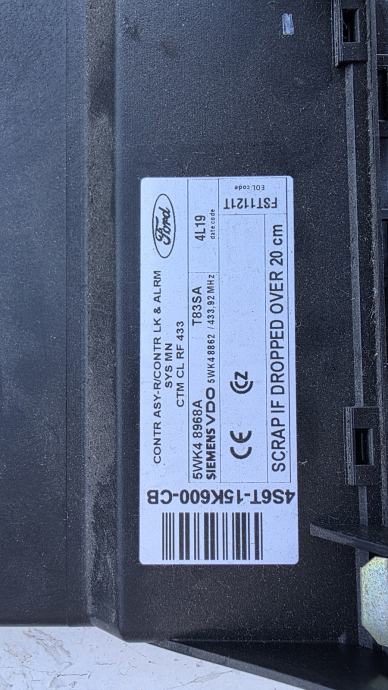 Ford
CONTR ASY-R/CONTR LK & ALRM
SYS MN
CTM CL RF 433
5WK4 8968A T83SA 4L19
date code
SIEMENS VDO 5WK4 8862 / 433,92 MHz
FST1121T
EOL code
CE
SCRAP IF DROPPED OVER 20 cm
4S6T-15K600-CB